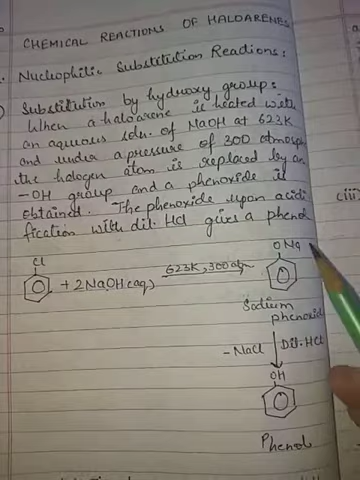 CHEMICAL REACTIONS OF HALOARENES
Nucleophilic Substitution Reactions:
Substitution by hydroxy group:
When a haloarene is heated with
an aqueous soln. of NaOH at 623K
and under a pressure of 300 atmosph
the halogen atom is replaced by an
-OH group and a phenoxide is
obtained. The phenoxide upon acidi-
fication with dil. HCl gives a phenol
(iii)
Cl
+ 2NaOH(aq)
623K, 300 atm
ONa
Sodium
phenoxid
-NaCl
Dil. HCl
OH
Phenol